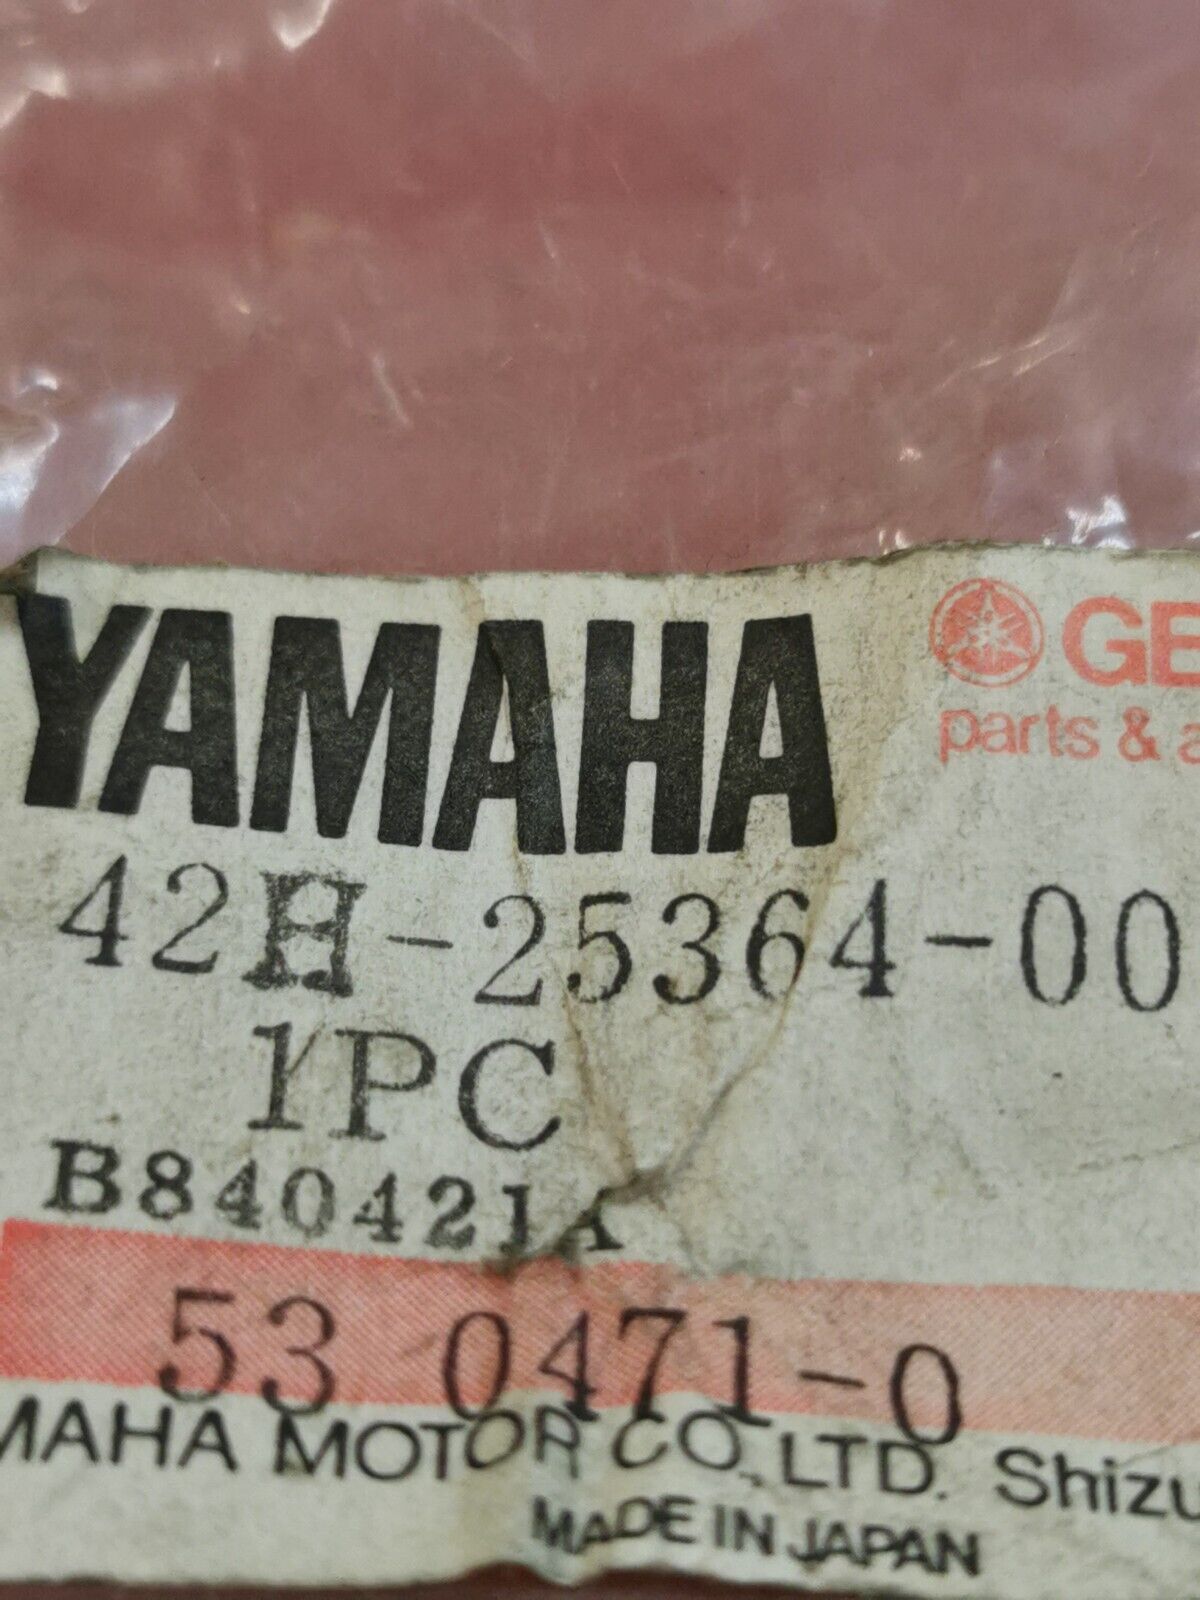 YAMAHA
GE
parts & a
42H-25364-00
1PC
B840421A
53 0471-0
MAHA MOTOR CO., LTD. Shizu
MADE IN JAPAN